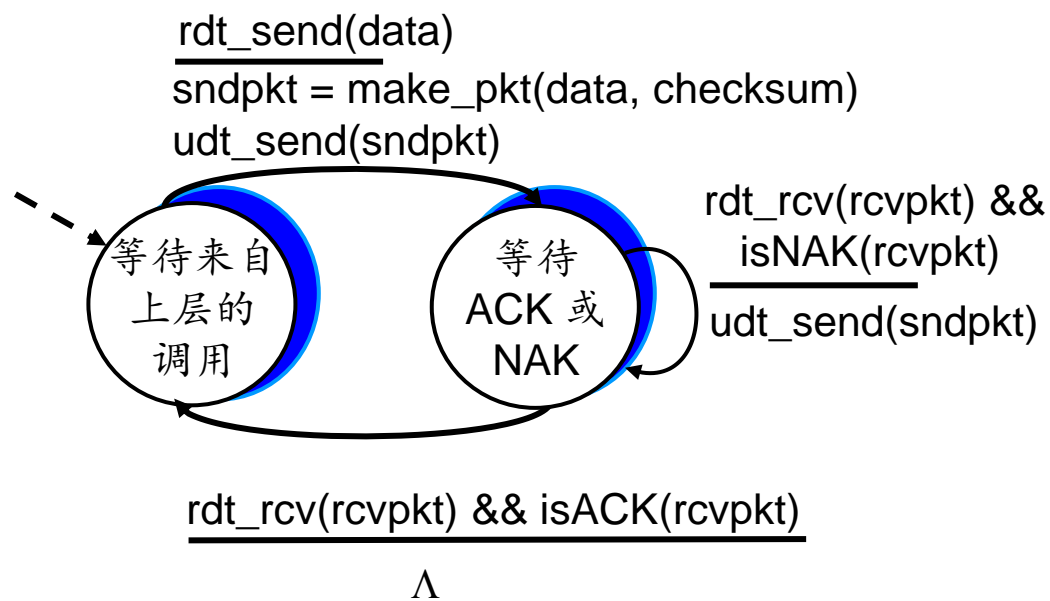 rdt_send(data)
sndpkt = make_pkt(data, checksum)
udt_send(sndpkt)
等待来自
上层的
调用
等待
ACK 或
NAK
rdt_rcv(rcvpkt) &&
isNAK(rcvpkt)
udt_send(sndpkt)
rdt_rcv(rcvpkt) && isACK(rcvpkt)
Λ